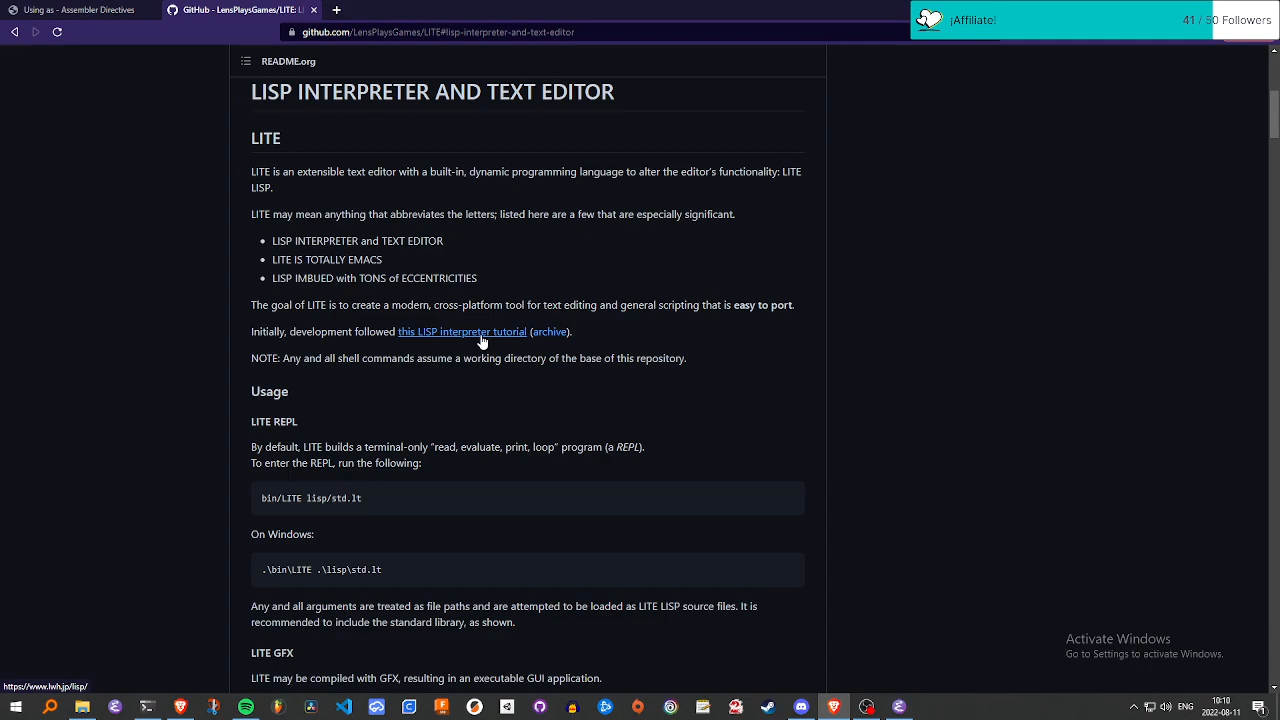 Using as - Assembler Directives
GitHub - LensPlaysGames/LITE: LI
¡Affiliate!
41 / 50 Followers
github.com/LensPlaysGames/LITE#lisp-interpreter-and-text-editor
README.org
LISP INTERPRETER AND TEXT EDITOR
LITE
LITE is an extensible text editor with a built-in, dynamic programming language to alter the editor's functionality: LITE
LISP.
LITE may mean anything that abbreviates the letters; listed here are a few that are especially significant.
LISP INTERPRETER and TEXT EDITOR
LITE IS TOTALLY EMACS
LISP IMBUED with TONS of ECCENTRICITIES
The goal of LITE is to create a modern, cross-platform tool for text editing and general scripting that is easy to port.
Initially, development followed this LISP interpreter tutorial (archive).
NOTE: Any and all shell commands assume a working directory of the base of this repository.
Usage
LITE REPL
By default, LITE builds a terminal-only "read, evaluate, print, loop" program (a REPL).
To enter the REPL, run the following:
bin/LITE lisp/std.lt
On Windows:
.\bin\LITE .\lisp\std.lt
Any and all arguments are treated as file paths and are attempted to be loaded as LITE LISP source files. It is
recommended to include the standard library, as shown.
LITE GFX
LITE may be compiled with GFX, resulting in an executable GUI application.
Activate Windows
Go to Settings to activate Windows.
https://www.lwh.jp/lisp/
ENG
10:10
2022-08-11